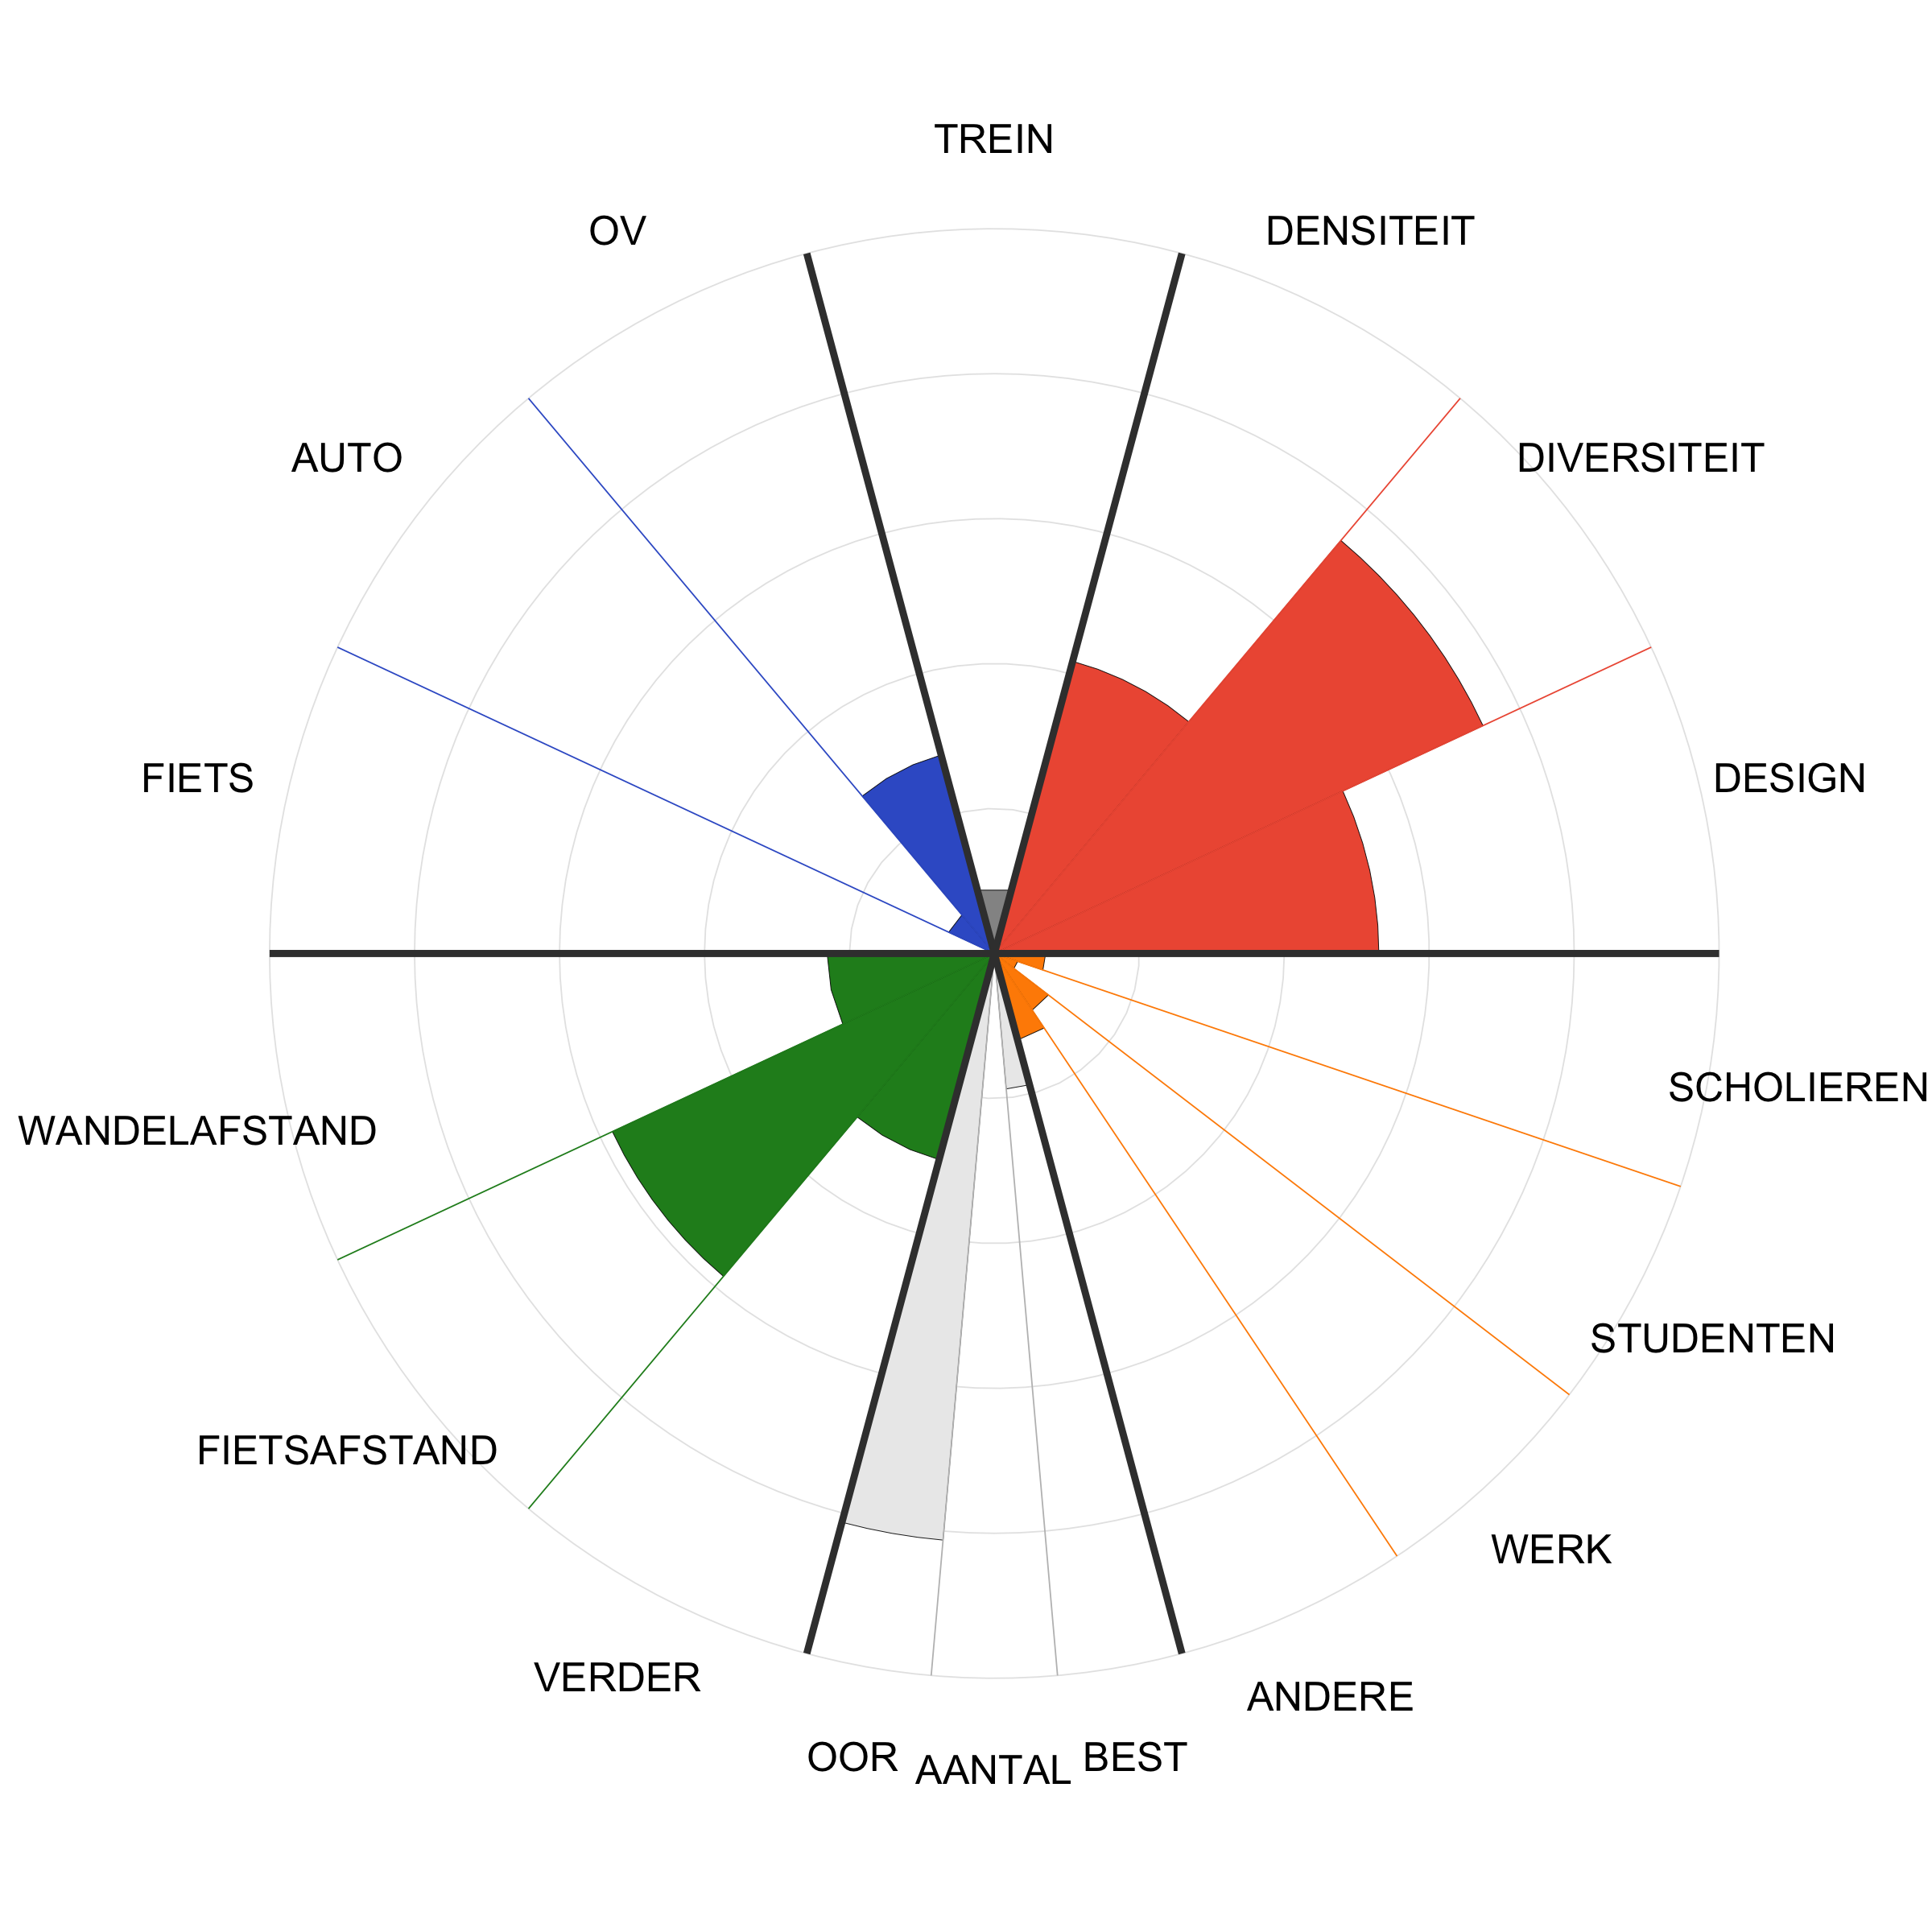 TREIN
OV
DENSITEIT
AUTO
DIVERSITEIT
FIETS
DESIGN
SCHOLIEREN
WANDELAFSTAND
STUDENTEN
FIETSAFSTAND
WERK
VERDER
ANDERE
OOR
AANTAL
BEST